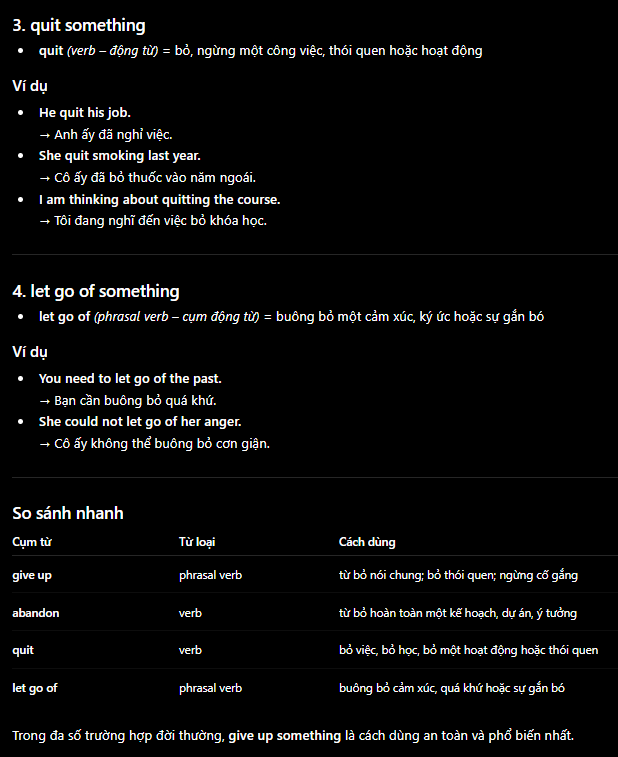 3. quit something
• quit (verb – động từ) = bỏ, ngừng một công việc, thói quen hoặc hoạt động
Ví dụ
• He quit his job.
→ Anh ấy đã nghỉ việc.
• She quit smoking last year.
→ Cô ấy đã bỏ thuốc vào năm ngoái.
• I am thinking about quitting the course.
→ Tôi đang nghĩ đến việc bỏ khóa học.
4. let go of something
• let go of (phrasal verb – cụm động từ) = buông bỏ một cảm xúc, ký ức hoặc sự gắn bó
Ví dụ
• You need to let go of the past.
→ Bạn cần buông bỏ quá khứ.
• She could not let go of her anger.
→ Cô ấy không thể buông bỏ cơn giận.
So sánh nhanh
Cụm từ Từ loại Cách dùng
give up phrasal verb từ bỏ nói chung; bỏ thói quen; ngừng cố gắng
abandon verb từ bỏ hoàn toàn một kế hoạch, dự án, ý tưởng
quit verb bỏ việc, bỏ học, bỏ một hoạt động hoặc thói quen
let go of phrasal verb buông bỏ cảm xúc, quá khứ hoặc sự gắn bó
Trong đa số trường hợp đời thường, give up something là cách dùng an toàn và phổ biến nhất.